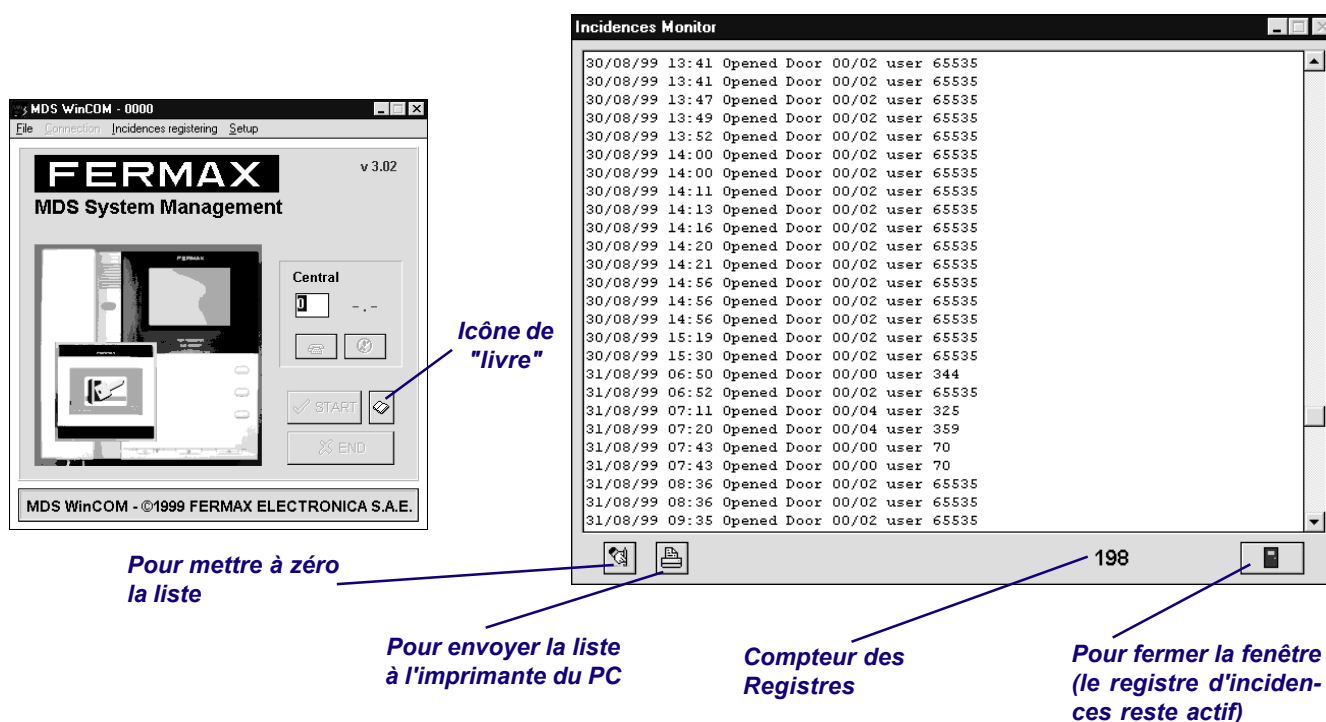 MDS WinCOM - 0000
File Connection Incidences registering Setup
FERMAX
v 3.02
MDS System Management
FERMAX
Central
0 -.-
START
END
MDS WinCOM - ©1999 FERMAX ELECTRONICA S.A.E.
Icône de
"livre"
Incidences Monitor
30/08/99 13:41 Opened Door 00/02 user 65535
30/08/99 13:41 Opened Door 00/02 user 65535
30/08/99 13:47 Opened Door 00/02 user 65535
30/08/99 13:49 Opened Door 00/02 user 65535
30/08/99 13:52 Opened Door 00/02 user 65535
30/08/99 14:00 Opened Door 00/02 user 65535
30/08/99 14:00 Opened Door 00/02 user 65535
30/08/99 14:11 Opened Door 00/02 user 65535
30/08/99 14:13 Opened Door 00/02 user 65535
30/08/99 14:16 Opened Door 00/02 user 65535
30/08/99 14:20 Opened Door 00/02 user 65535
30/08/99 14:21 Opened Door 00/02 user 65535
30/08/99 14:56 Opened Door 00/02 user 65535
30/08/99 14:56 Opened Door 00/02 user 65535
30/08/99 14:56 Opened Door 00/02 user 65535
30/08/99 15:19 Opened Door 00/02 user 65535
30/08/99 15:30 Opened Door 00/02 user 65535
31/08/99 06:50 Opened Door 00/00 user 344
31/08/99 06:52 Opened Door 00/02 user 65535
31/08/99 07:11 Opened Door 00/04 user 325
31/08/99 07:20 Opened Door 00/04 user 359
31/08/99 07:43 Opened Door 00/00 user 70
31/08/99 07:43 Opened Door 00/00 user 70
31/08/99 08:36 Opened Door 00/02 user 65535
31/08/99 08:36 Opened Door 00/02 user 65535
31/08/99 09:35 Opened Door 00/02 user 65535
198
Pour mettre à zéro
la liste
Pour envoyer la liste
à l'imprimante du PC
Compteur des
Registres
Pour fermer la fenêtre
(le registre d'inciden-
ces reste actif)